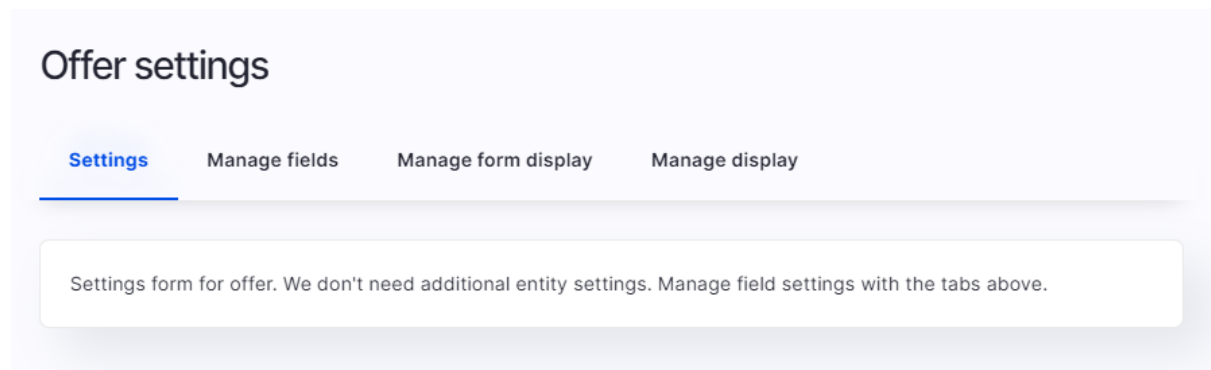 Offer settings
Settings Manage fields Manage form display Manage display
Settings form for offer. We don't need additional entity settings. Manage field settings with the tabs above.